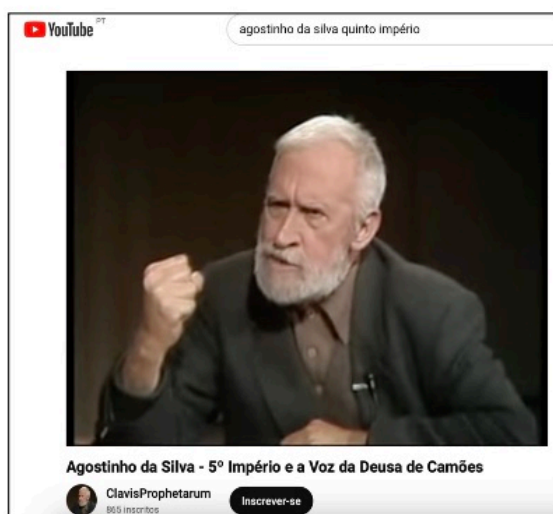 YouTube PT
agostinho da silva quinto império
Agostinho da Silva - 5º Império e a Voz da Deusa de Camões
ClavisProphetarum
865 inscritos
Inscrever-se